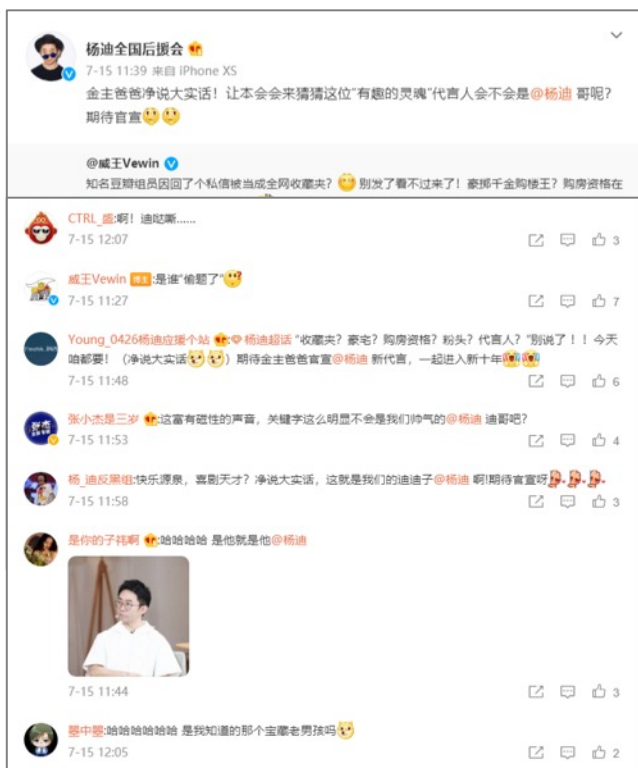 杨迪全国后援会
7-15 11:39 来自 iPhone XS
金主爸爸净说大实话！让本会会来猜猜这位“有趣的灵魂”代言人会不会是@杨迪 哥呢？
期待官宣
@威王Vewin
知名豆瓣组员因回了个私信被当成全网收藏夹？ 别发了看不过来了！豪掷千金购楼王？购房资格在
CTRL_:啊！迪哒嘶......
7-15 12:07
3
威王Vewin 博主:是谁“偷题了”
7-15 11:27
7
Young_0426杨迪应援个站 : 杨迪超话 “收藏夹？豪宅？购房资格？粉头？代言人？”别说了！！今天
咱都要！（净说大实话）期待金主爸爸官宣@杨迪 新代言，一起进入新十年
7-15 11:48
6
张小杰是三岁 :这富有磁性的声音，关键字这么明显不会是我们帅气的@杨迪 迪哥吧？
7-15 11:53
4
杨_迪反黑组:快乐源泉，喜剧天才？净说大实话，这就是我们的迪迪子@杨迪 啊!期待官宣呀
7-15 11:58
3
是你的子祎啊 :哈哈哈哈 是他就是他@杨迪
7-15 11:44
3
中:哈哈哈哈哈哈 是我知道的那个宝藏老男孩吗
7-15 12:05
2